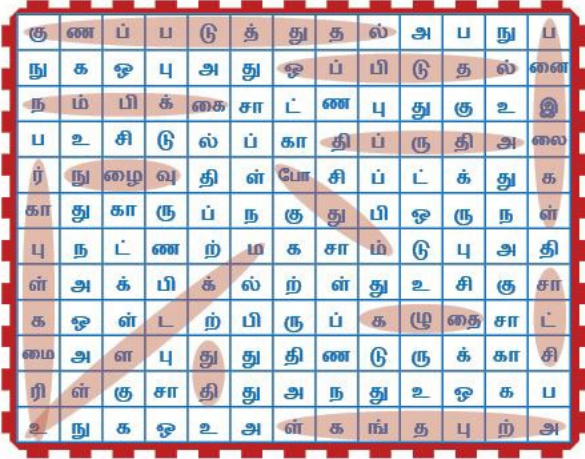 கு ண ப் ப டு த் து த ல் அ ப நு ப
நு க ஒ பு அ து ஒ ப் பி டு த ல் னை
ந ம் பி க் கை சா ட் ண பு து கு உ இ
ப உ சி டு ல் ப் கா தி ப் ரு தி அ லை
ர் நு ழை வு தி ள் போ சி ப் ட் க் து க
கா து கா ரு ப் ந கு து பி ஒ ரு ந ள்
பு ந ட் ண ற் ம க சா ம் டு பு அ தி
ள் அ க் பி க் ல் ற் ள் து உ சி கு சா
க ஒ ள் ட ற் பி ரு ப் க ழு தை சா ட்
மை அ ள பு து து தி ண டு ரு க் கா சி
ரி ள் கு சா தி து அ ந து உ ஒ க ப
உ நு க ஒ உ அ ள் க ங் த பு ற் அ